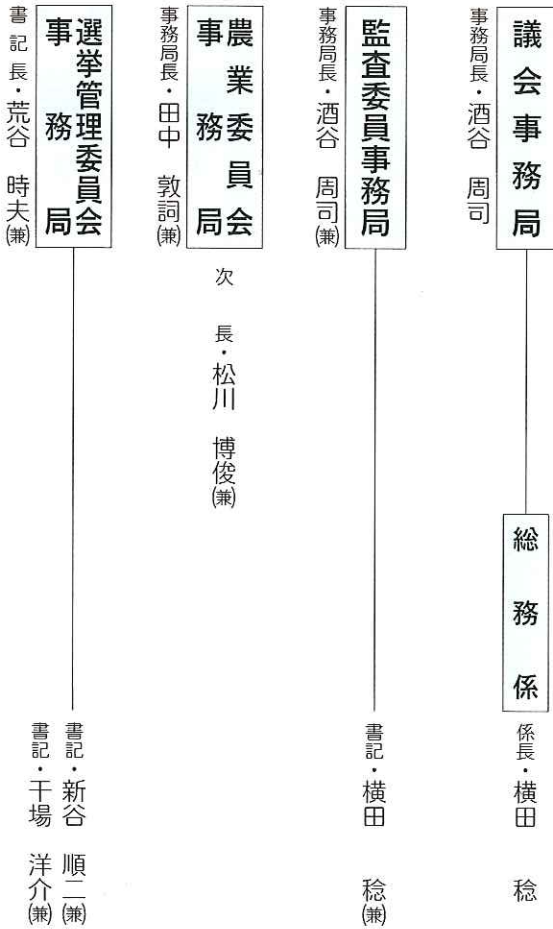 議会事務局
事務局長・酒谷 周司
総務係
係長・横田 稔
監査委員事務局
事務局長・酒谷 周司(兼)
書記・横田 稔(兼)
農業委員会
事務局
事務局長・田中 敦詞(兼)
次 長・松川 博俊(兼)
選挙管理委員会
事務局
書記長・荒谷 時夫(兼)
書記・新谷 順二(兼)
書記・干場 洋介(兼)